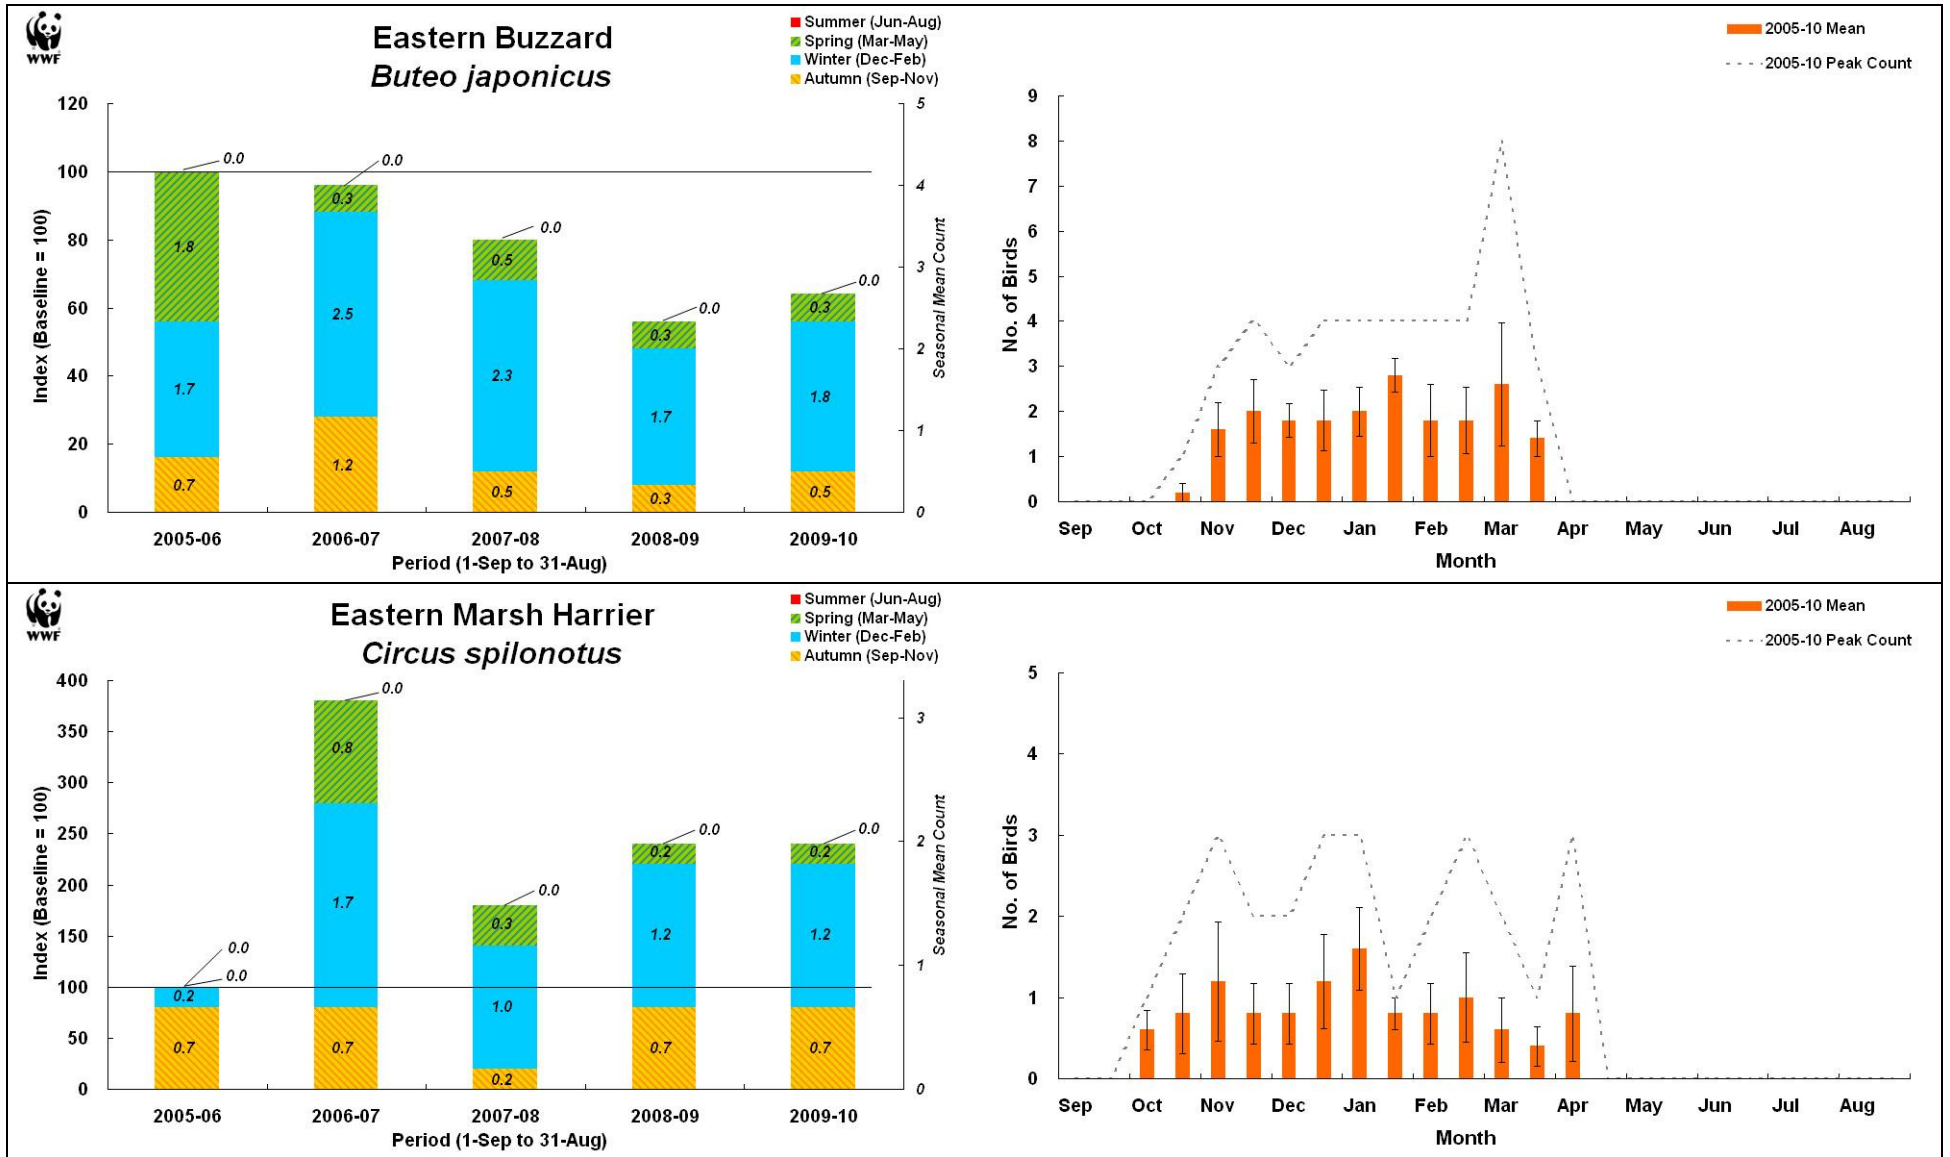 WWF
Eastern Buzzard
Buteo japonicus
Summer (Jun-Aug)
Spring (Mar-May)
Winter (Dec-Feb)
Autumn (Sep-Nov)
Index (Baseline = 100)
120
100
80
60
40
20
0
Seasonal Mean Count
5
4
3
2
1
0
0.0
0.0
0.0
0.0
0.0
1.8
0.3
0.5
0.3
0.3
1.7
2.5
2.3
1.7
1.8
0.7
1.2
0.5
0.3
0.5
2005-06 2006-07 2007-08 2008-09 2009-10
Period (1-Sep to 31-Aug)
2005-10 Mean
2005-10 Peak Count
No. of Birds
9
8
7
6
5
4
3
2
1
0
Sep Oct Nov Dec Jan Feb Mar Apr May Jun Jul Aug
Month
WWF
Eastern Marsh Harrier
Circus spilonotus
Summer (Jun-Aug)
Spring (Mar-May)
Winter (Dec-Feb)
Autumn (Sep-Nov)
Index (Baseline = 100)
400
350
300
250
200
150
100
50
0
Seasonal Mean Count
3
2
1
0
0.0
0.0
0.0
0.0
0.0
0.0
0.8
0.3
0.2
0.2
0.2
1.7
1.0
1.2
1.2
0.7
0.7
0.2
0.7
0.7
2005-06 2006-07 2007-08 2008-09 2009-10
Period (1-Sep to 31-Aug)
2005-10 Mean
2005-10 Peak Count
No. of Birds
5
4
3
2
1
0
Sep Oct Nov Dec Jan Feb Mar Apr May Jun Jul Aug
Month